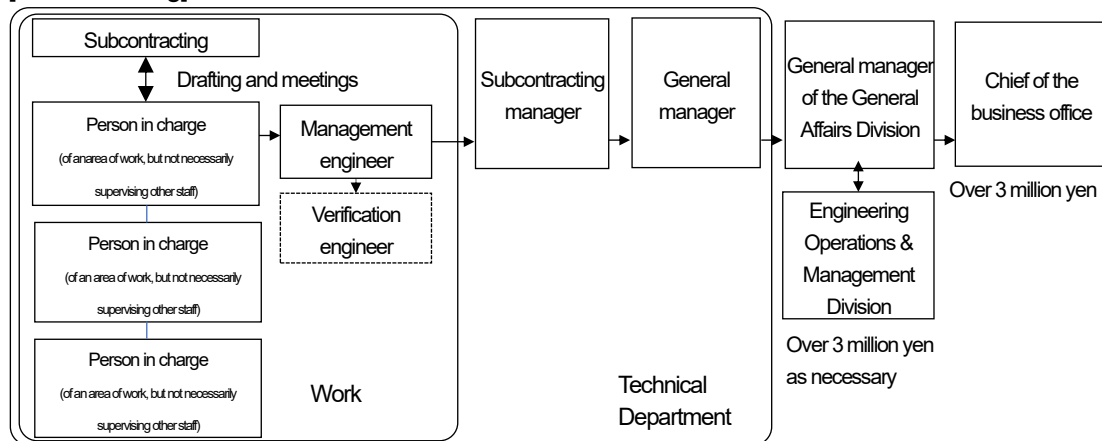 Subcontracting
Drafting and meetings
Person in charge
(of anarea of work, but not necessarily
supervising other staff)
Management
engineer
Verification
engineer
Person in charge
(of an area of work, but not necessarily
supervising other staff)
Person in charge
(of an area of work, but not necessarily
supervising other staff)
Work
Subcontracting
manager
General
manager
Technical
Department
General manager
of the General
Affairs Division
Engineering
Operations &
Management
Division
Over 3 million yen
as necessary
Chief of the
business office
Over 3 million yen